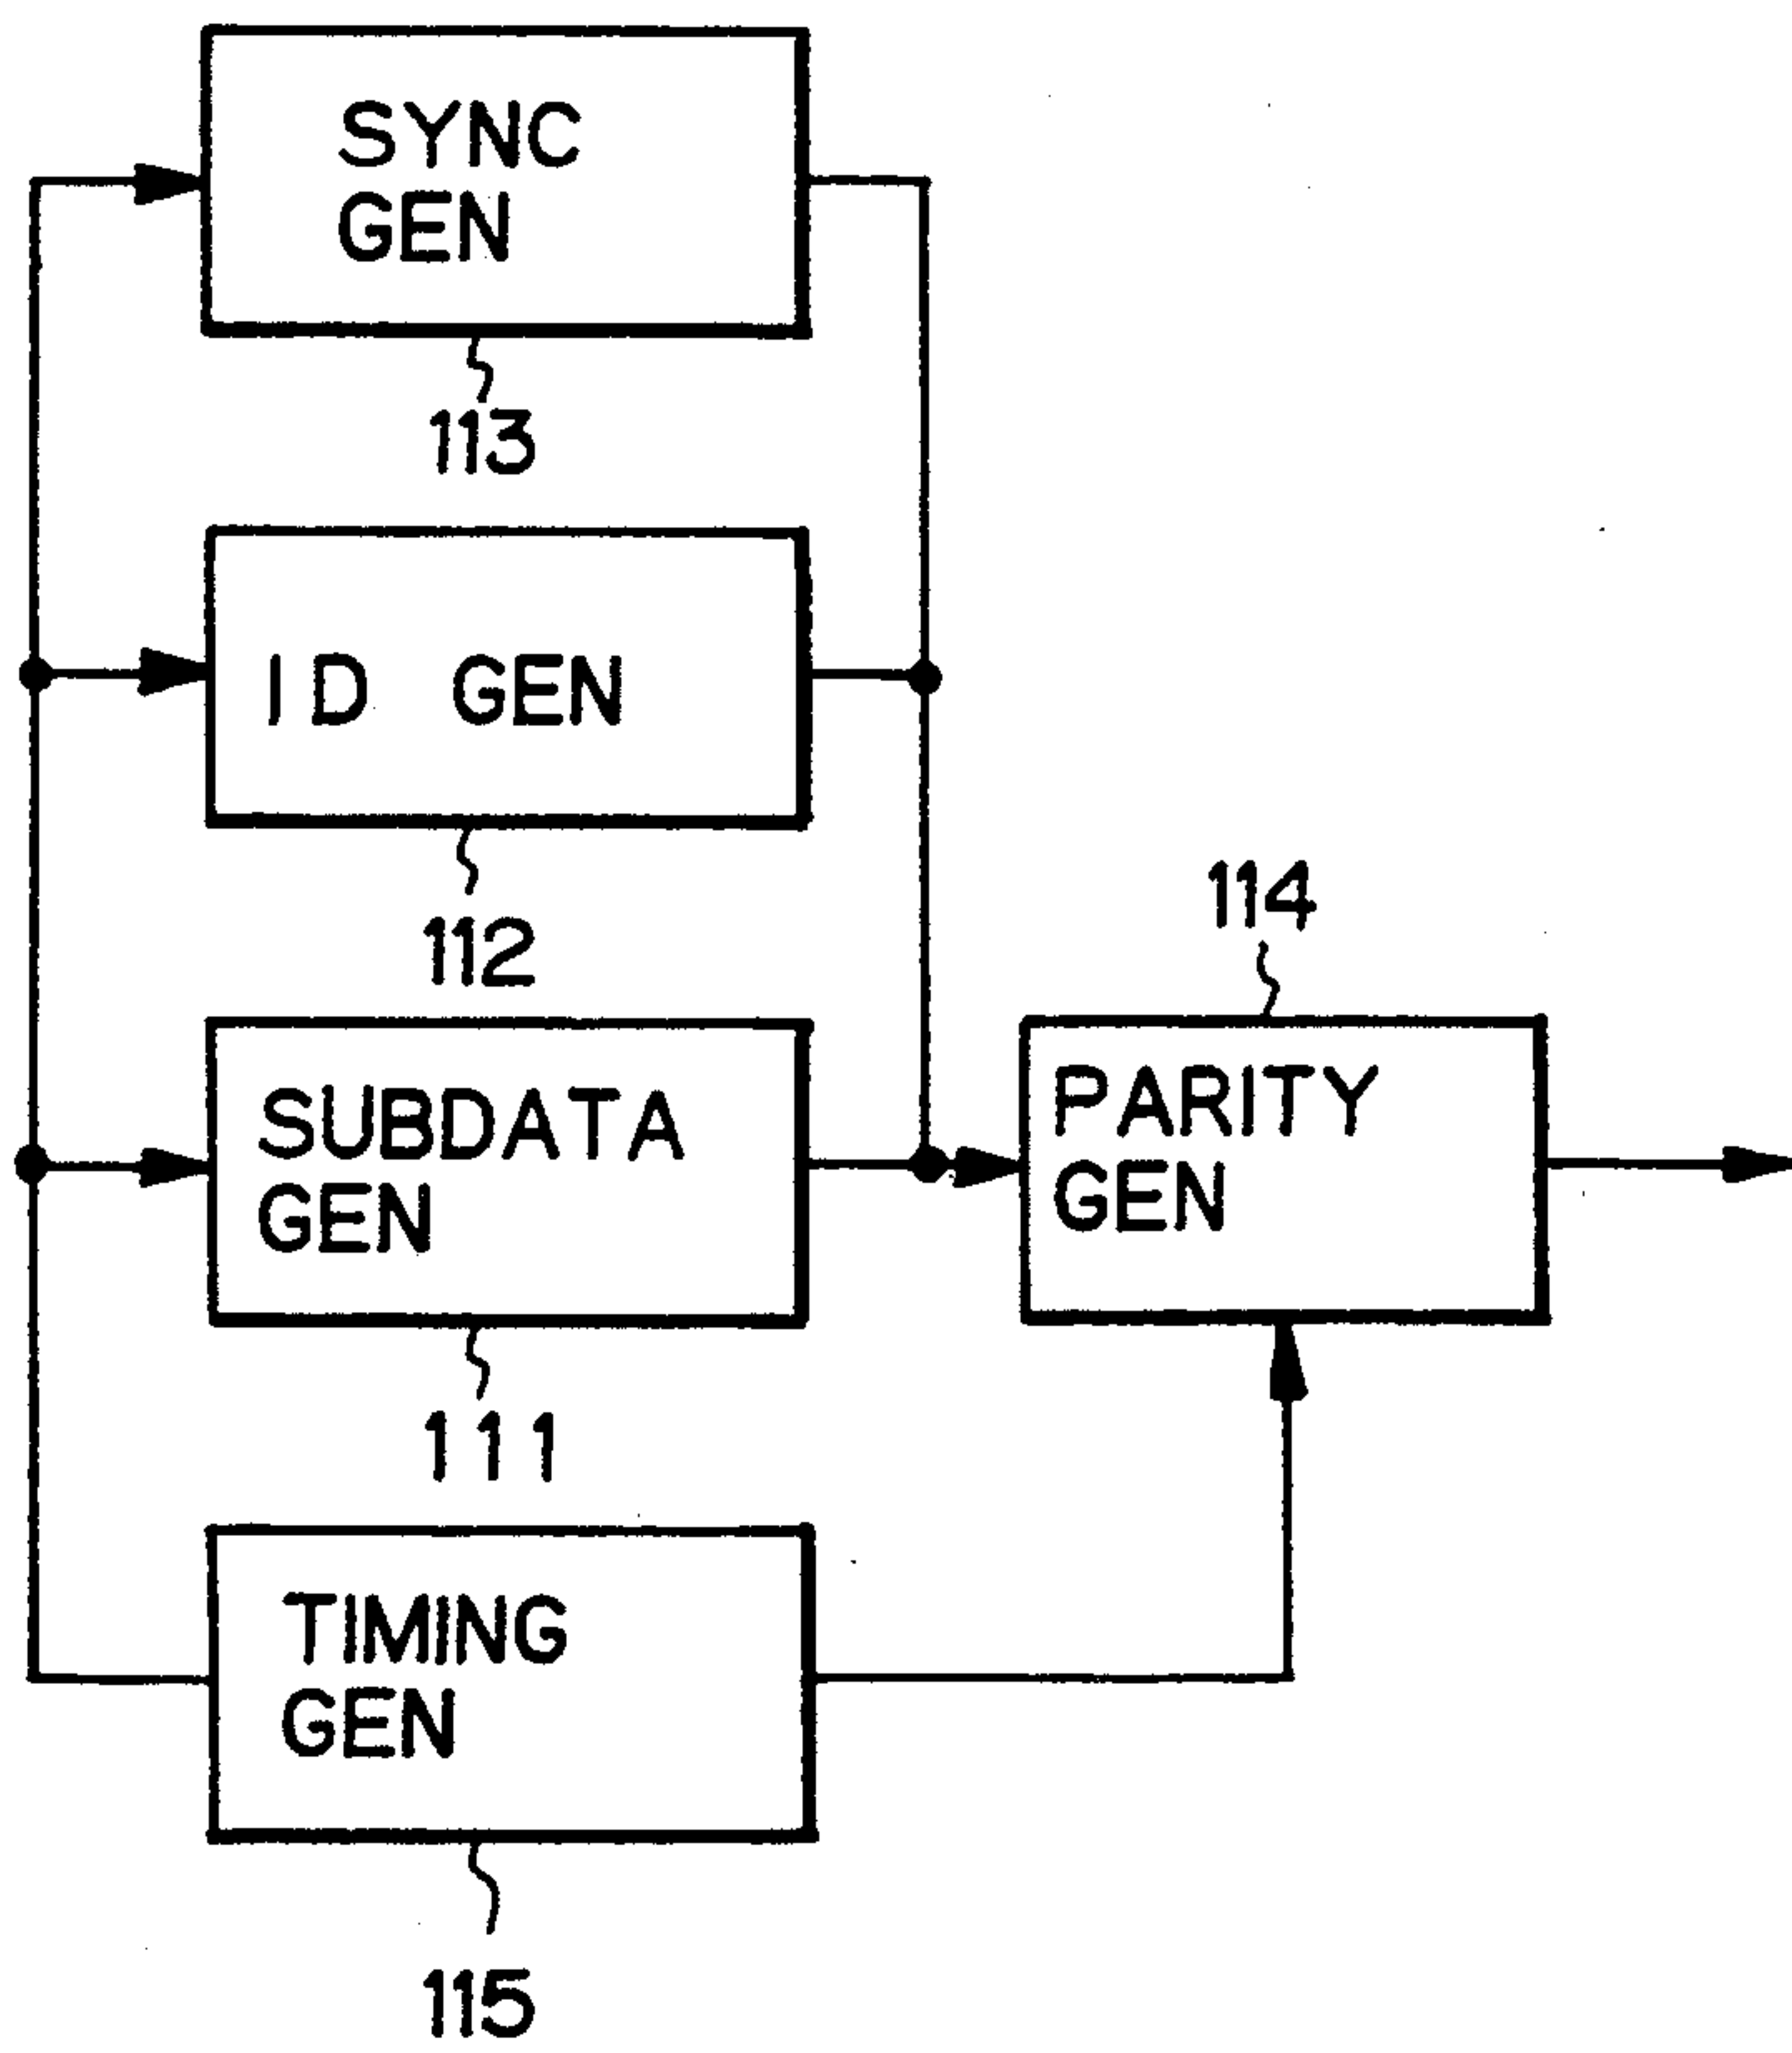 SYNC
GEN
113
ID GEN
112
114
SUBDATA
GEN
PARITY
GEN
111
TIMING
GEN
115